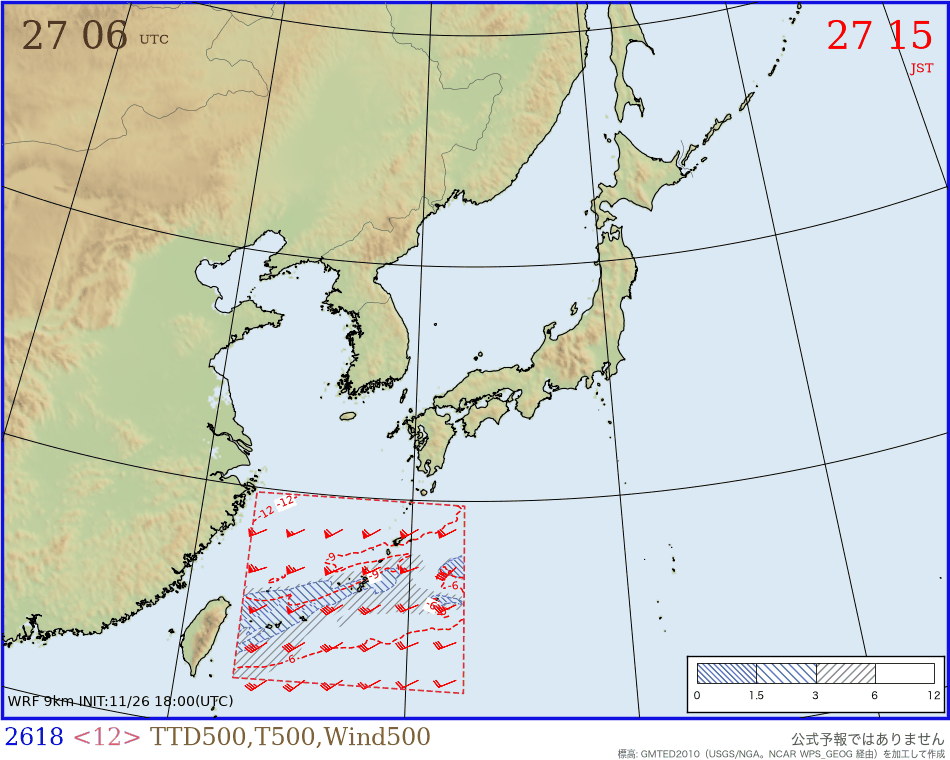 27 06 UTC
27 15
JST
-12 -12
-9
-9
-6
-6
0 1.5 3 6 12
WRF 9km INIT:11/26 18:00(UTC)
2618 <12> TTD500,T500,Wind500
公式予報ではありません
標高: GMTED2010（USGS/NGA。NCAR WPS_GEOG 経由）を加工して作成